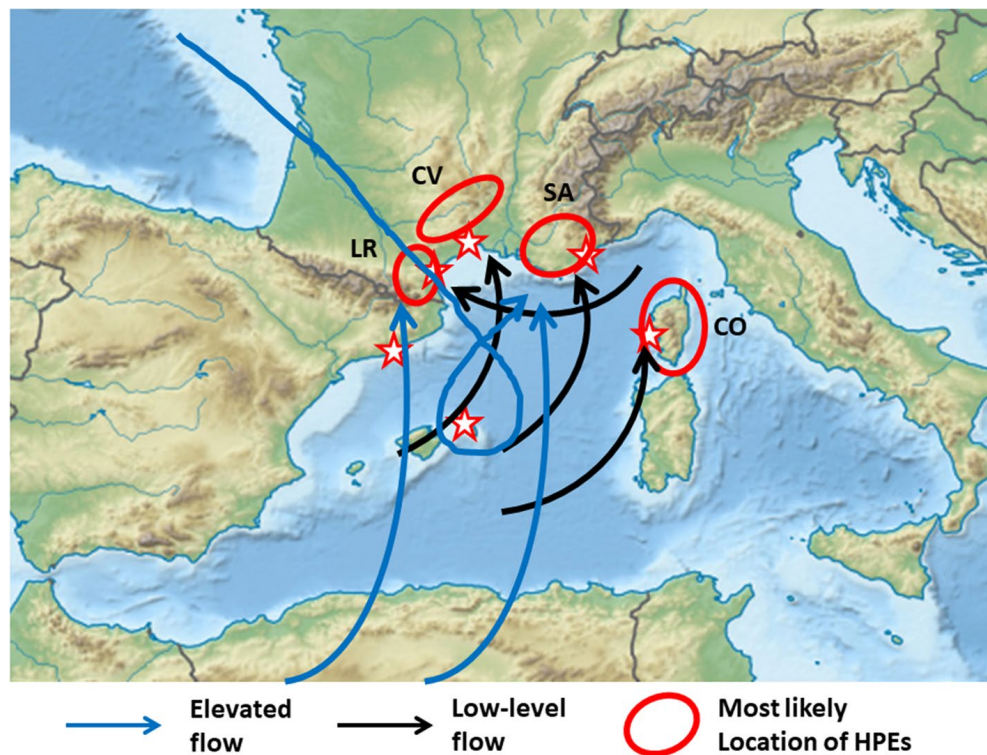 CV
SA
LR
CO
Elevated
flow
Low-level
flow
Most likely
Location of HPEs